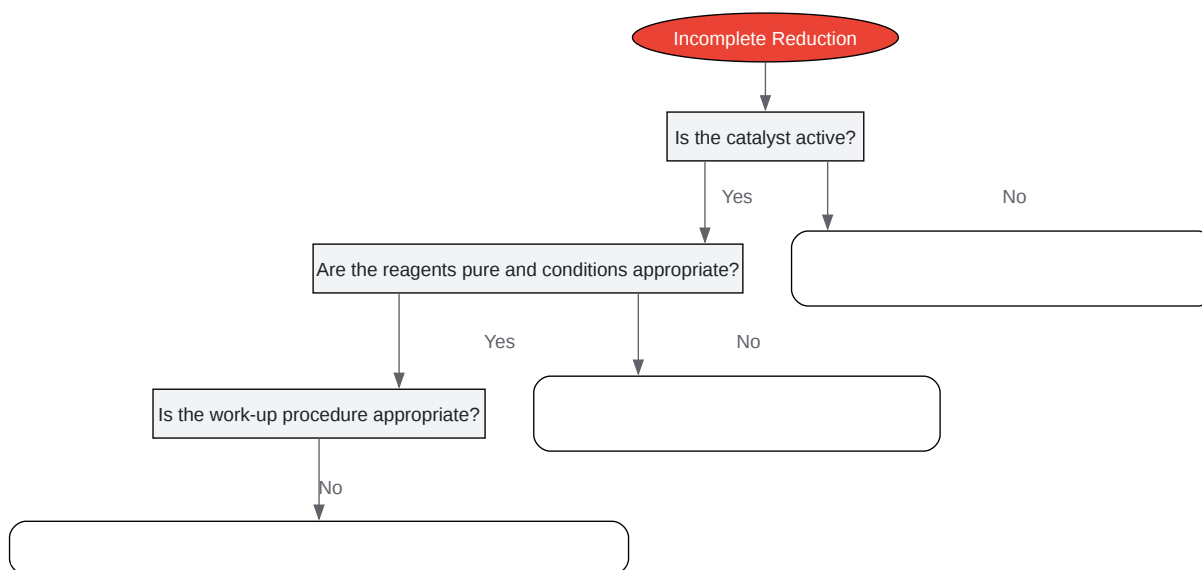 Incomplete Reduction
Is the catalyst active?
Yes
No
Are the reagents pure and conditions appropriate?
Yes
No
Is the work-up procedure appropriate?
No